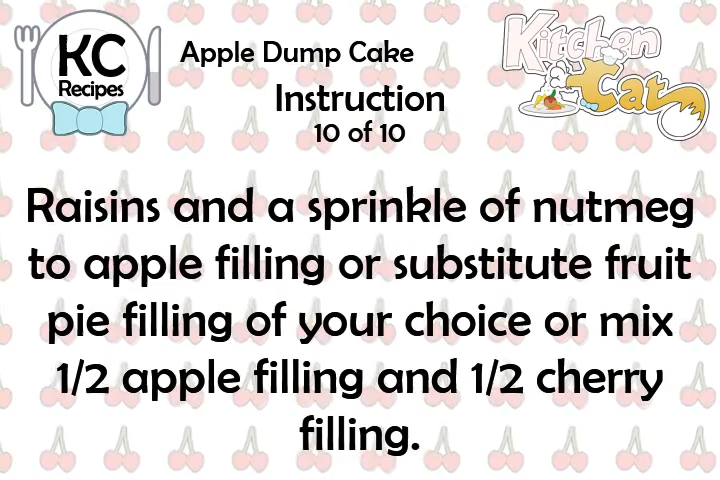 KC
Recipes
Apple Dump Cake
Instruction
10 of 10
Kitchen
Cat
Raisins and a sprinkle of nutmeg
to apple filling or substitute fruit
pie filling of your choice or mix
1/2 apple filling and 1/2 cherry
filling.